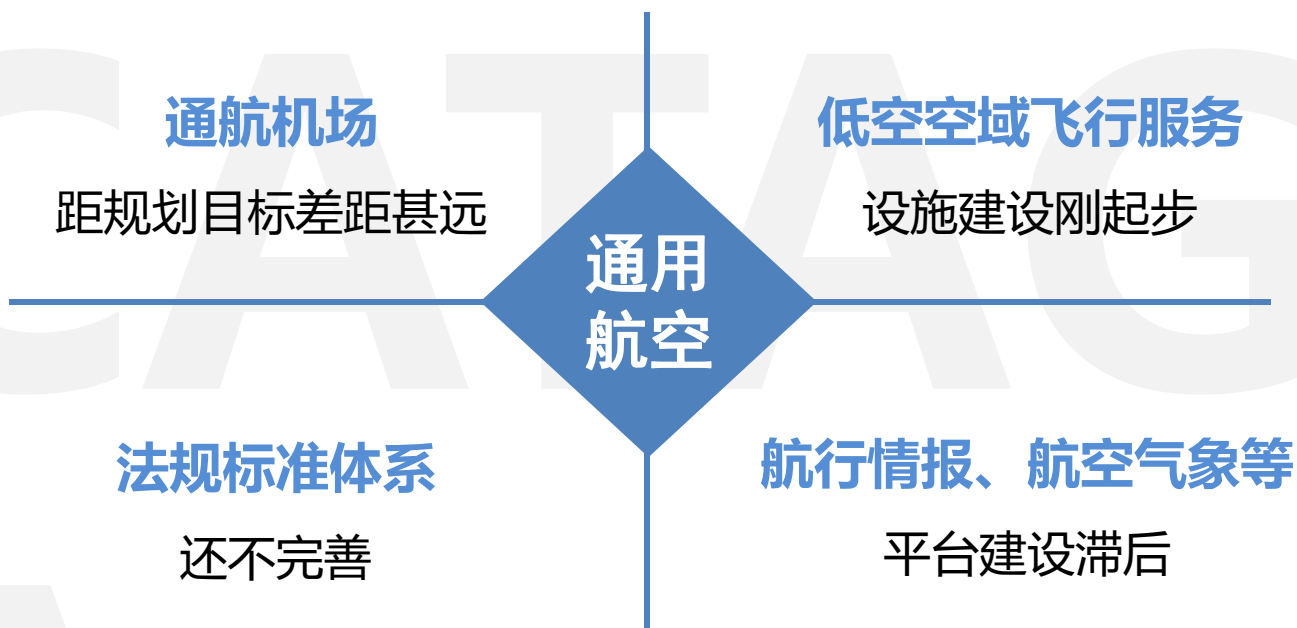 通航机场
距规划目标差距甚远
低空空域飞行服务
设施建设刚起步
通用
航空
法规标准体系
还不完善
航行情报、航空气象等
平台建设滞后
CATAG